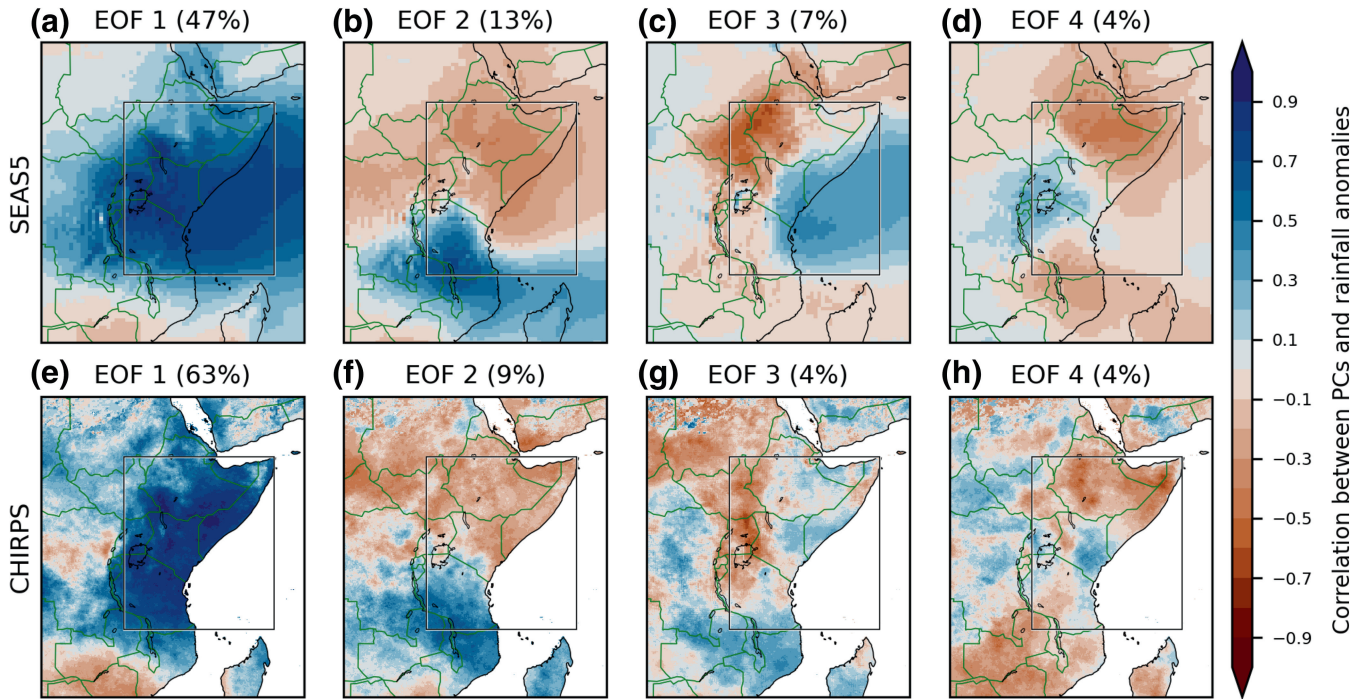 (a) EOF 1 (47%)
(b) EOF 2 (13%)
(c) EOF 3 (7%)
(d) EOF 4 (4%)
SEAS5
(e) EOF 1 (63%)
(f) EOF 2 (9%)
(g) EOF 3 (4%)
(h) EOF 4 (4%)
CHIRPS
0.9
0.7
0.5
0.3
0.1
−0.1
−0.3
−0.5
−0.7
−0.9
Correlation between PCs and rainfall anomalies